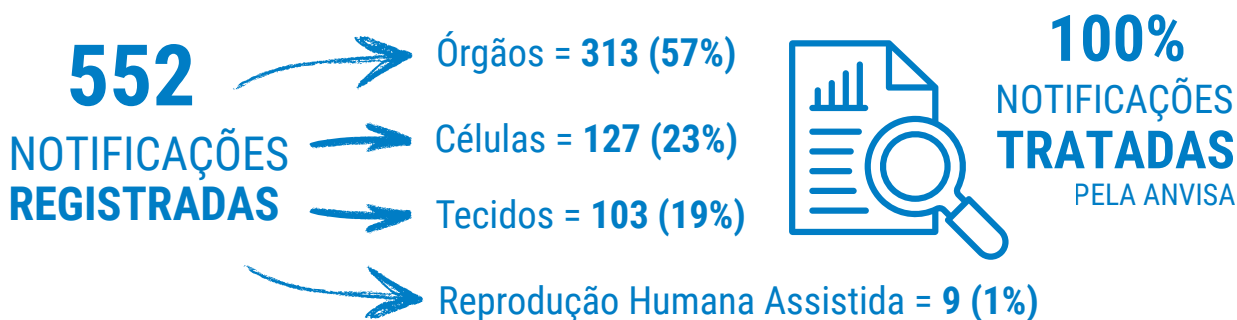 552
NOTIFICAÇÕES
REGISTRADAS
Órgãos = 313 (57%)
Células = 127 (23%)
Tecidos = 103 (19%)
Reprodução Humana Assistida = 9 (1%)
100%
NOTIFICAÇÕES
TRATADAS
PELA ANVISA